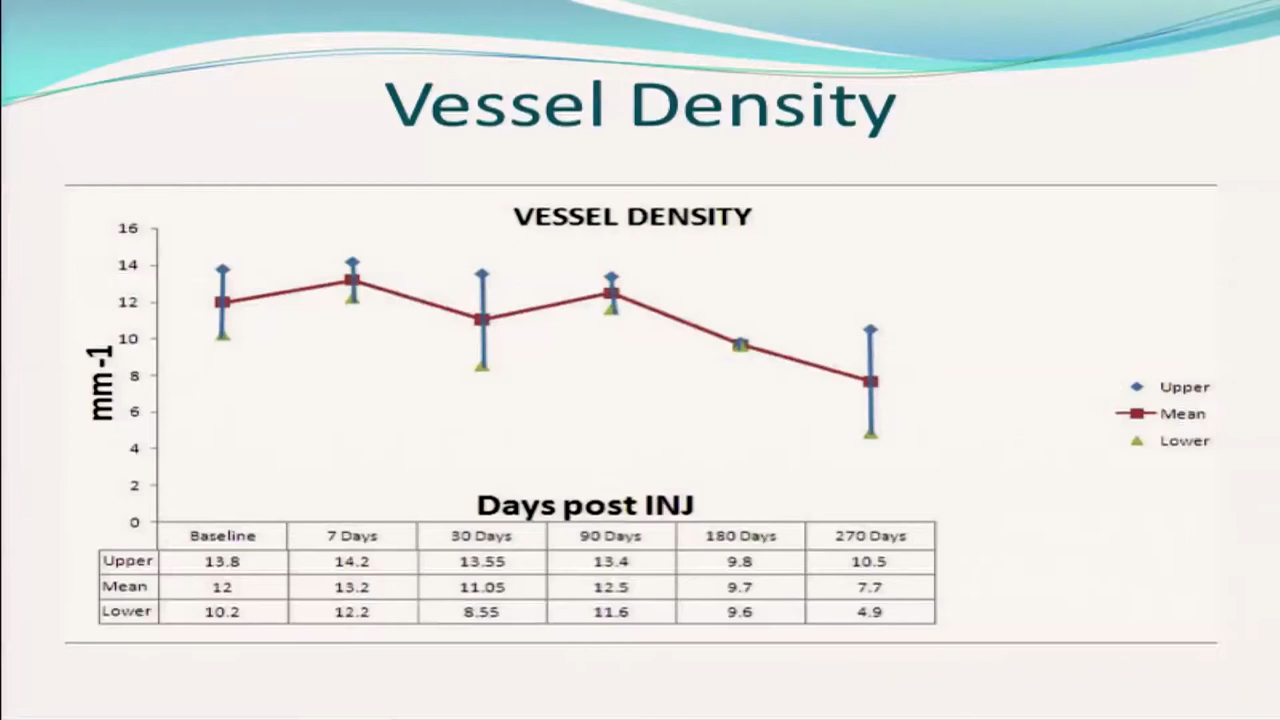 Vessel Density
VESSEL DENSITY
16
14
12
10
8
6
4
2
0
mm-1
Days post INJ
Upper
Mean
Lower
Baseline 7 Days 30 Days 90 Days 180 Days 270 Days
Upper 13.8 14.2 13.55 13.4 9.8 10.5
Mean 12 13.2 11.05 12.5 9.7 7.7
Lower 10.2 12.2 8.55 11.6 9.6 4.9